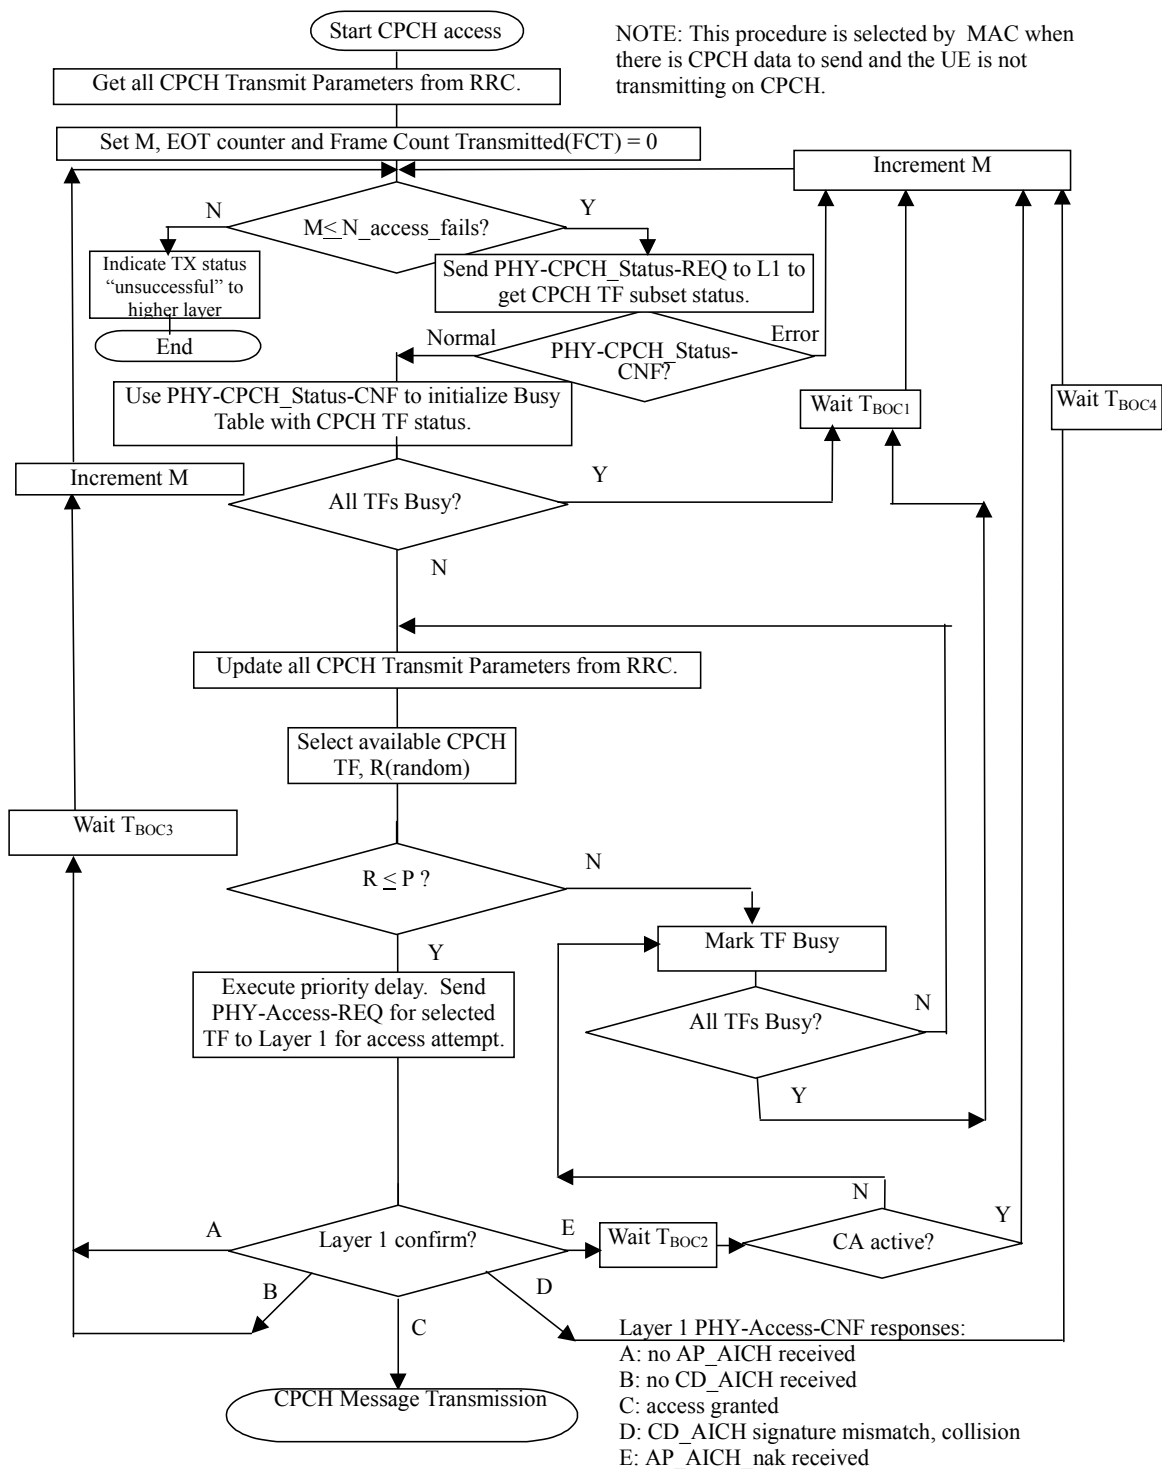 Start CPCH access
NOTE: This procedure is selected by MAC when
there is CPCH data to send and the UE is not
transmitting on CPCH.
Get all CPCH Transmit Parameters from RRC.
Set M, EOT counter and Frame Count Transmitted(FCT) = 0
Increment M
N
M≤N_access_fails?
Y
Indicate TX status
“unsuccessful” to
higher layer
End
Send PHY-CPCH_Status-REQ to L1 to
get CPCH TF subset status.
Normal
PHY-CPCH_Status-
CNF?
Error
Use PHY-CPCH_Status-CNF to initialize Busy
Table with CPCH TF status.
Wait TBOC1
Wait TBOC4
Increment M
All TFs Busy?
Y
N
Update all CPCH Transmit Parameters from RRC.
Select available CPCH
TF, R(random)
Wait TBOC3
R ≤ P ?
N
Y
Mark TF Busy
Execute priority delay. Send
PHY-Access-REQ for selected
TF to Layer 1 for access attempt.
All TFs Busy?
N
Y
N
Y
A
Layer 1 confirm?
E
Wait TBOC2
CA active?
B
D
C
CPCH Message Transmission
Layer 1 PHY-Access-CNF responses:
A: no AP_AICH received
B: no CD_AICH received
C: access granted
D: CD_AICH signature mismatch, collision
E: AP_AICH_nak received